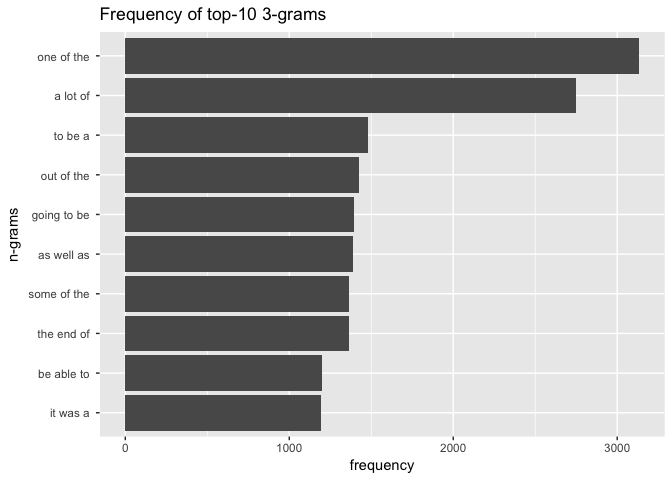 Frequency of top-10 3-grams
n-grams
one of the
a lot of
to be a
out of the
going to be
as well as
some of the
the end of
be able to
it was a
0 1000 2000 3000
frequency